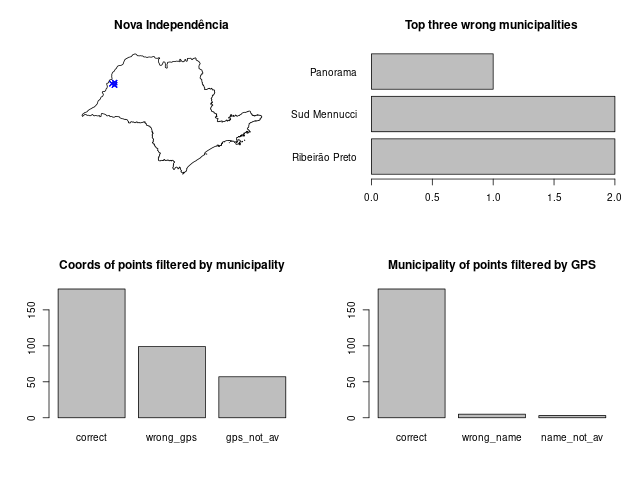 Nova Independência
Top three wrong municipalities
Panorama
Sud Mennucci
Ribeirão Preto
0.0 0.5 1.0 1.5 2.0
Coords of points filtered by municipality
150
100
50
0
correct wrong_gps gps_not_av
Municipality of points filtered by GPS
150
100
50
0
correct wrong_name name_not_av